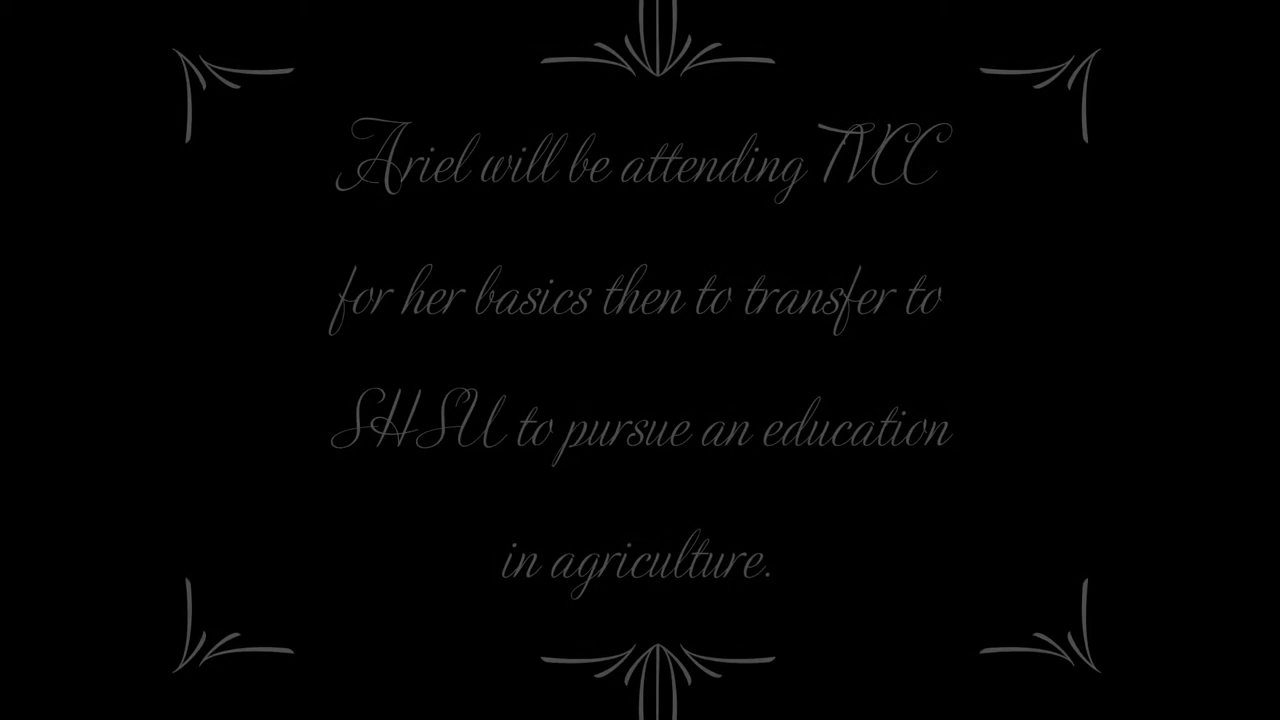 Ariel will be attending TVCC
for her basics then to transfer to
SHSU to pursue an education
in agriculture.